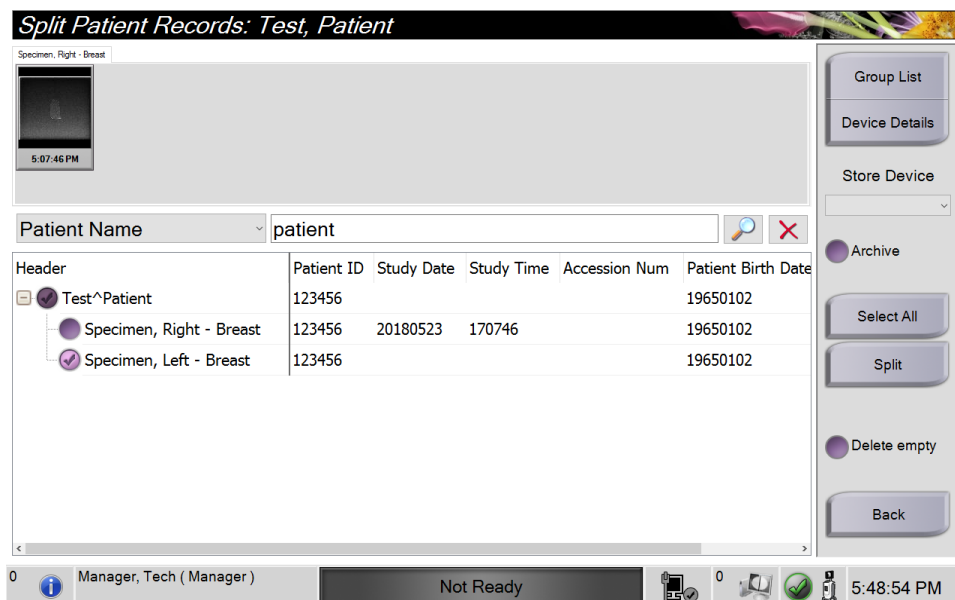 Split Patient Records: Test, Patient
Specimen, Right - Breast
5:07:46 PM
Group List
Device Details
Store Device
Patient Name patient
Archive
Header Patient ID Study Date Study Time Accession Num Patient Birth Date
Test^Patient 123456 19650102
Specimen, Right - Breast 123456 20180523 170746 19650102
Specimen, Left - Breast 123456 19650102
Select All
Split
Delete empty
Back
0 Manager, Tech ( Manager ) Not Ready 0 5:48:54 PM